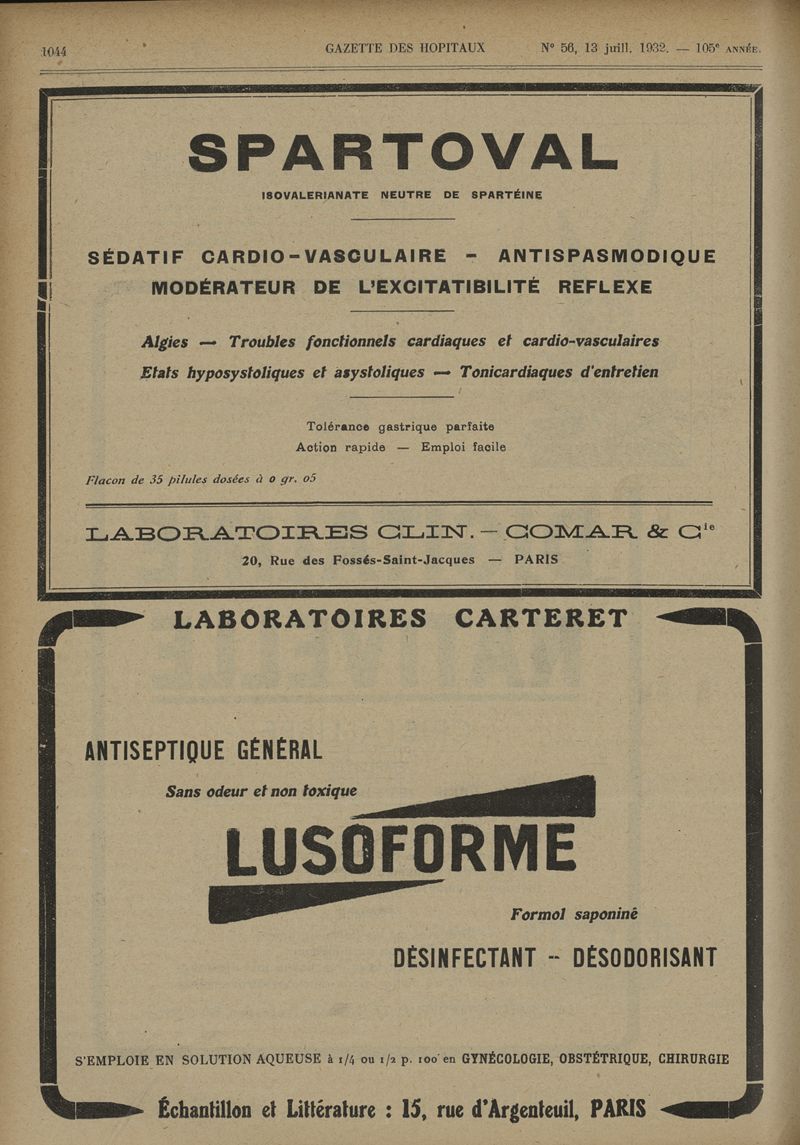 1044 GAZETTE DES HOPITAUX N° 56, 13 juill. 1932. — 105e ANNÉE.
SPARTOVAL
ISOVALERIANATE NEUTRE DE SPARTÉINE
SÉDATIF CARDIO-VASCULAIRE - ANTISPASMODIQUE
MODÉRATEUR DE L'EXCITATIBILITÉ REFLEXE
Algies — Troubles fonctionnels cardiaques et cardio-vasculaires
Etats hyposystoliques et asystoliques — Tonicardiaques d'entretien
Tolérance gastrique parfaite
Action rapide — Emploi facile
Flacon de 35 pilules dosées à 0 gr. 05
LABORATOIRES CLIN. — COMAR & Cie
20, Rue des Fossés-Saint-Jacques — PARIS
LABORATOIRES CARTERET
ANTISEPTIQUE GÉNÉRAL
Sans odeur et non toxique
LUSOFORME
Formol saponiné
DÉSINFECTANT -- DÉSODORISANT
S'EMPLOIE EN SOLUTION AQUEUSE à 1/4 ou 1/2 p. 100 en GYNÉCOLOGIE, OBSTÉTRIQUE, CHIRURGIE
Échantillon et Littérature : 15, rue d'Argenteuil, PARIS